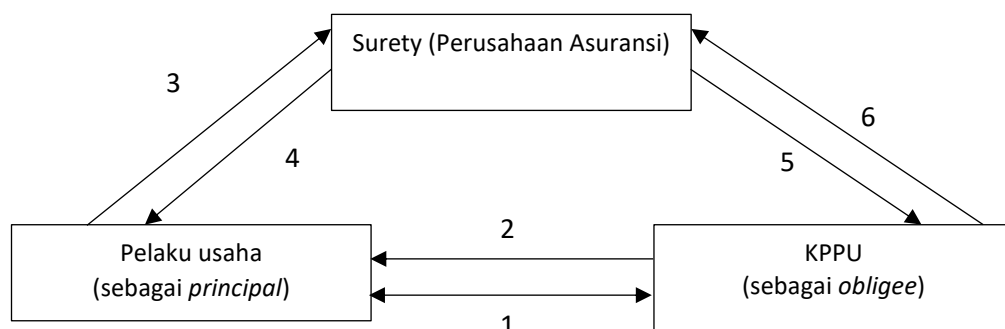 Surety (Perusahaan Asuransi)
3
6
4
5
2
Pelaku usaha
(sebagai principal)
KPPU
(sebagai obligee)
1